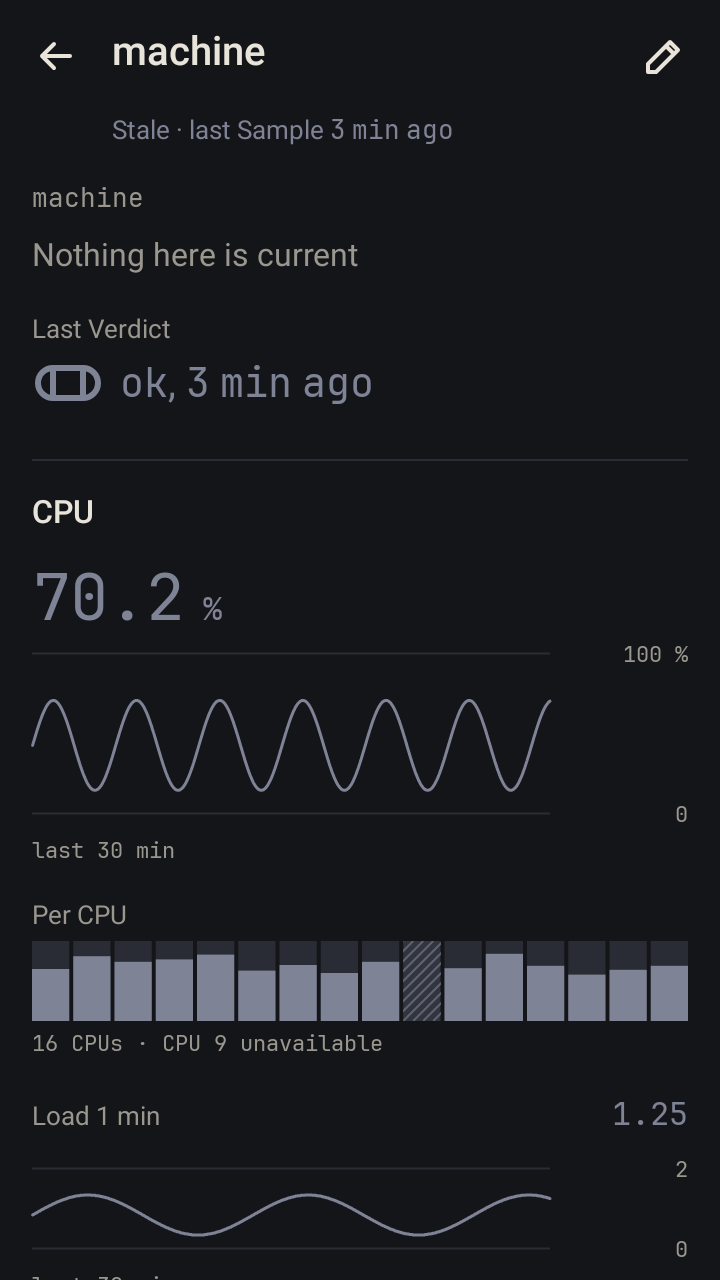 machine
Stale · last Sample 3 min ago
machine
Nothing here is current
Last Verdict
ok, 3 min ago
CPU
70.2 %
100 %
0
last 30 min
Per CPU
16 CPUs · CPU 9 unavailable
Load 1 min
1.25
2
0